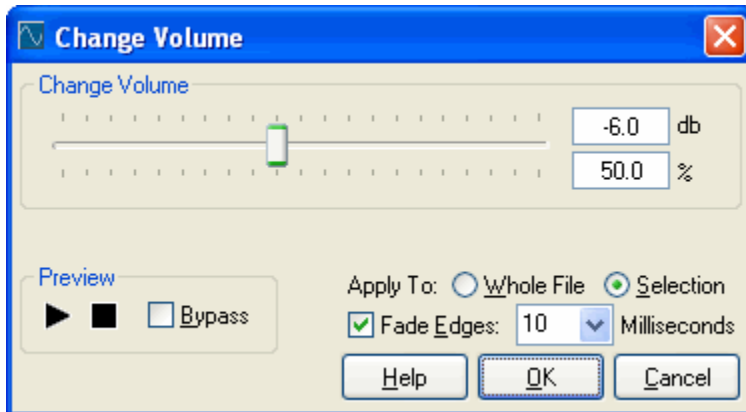 Change Volume
Change Volume
-6.0 db
50.0 %
Preview
Bypass
Apply To: Whole File Selection
Fade Edges: 10 Milliseconds
Help OK Cancel